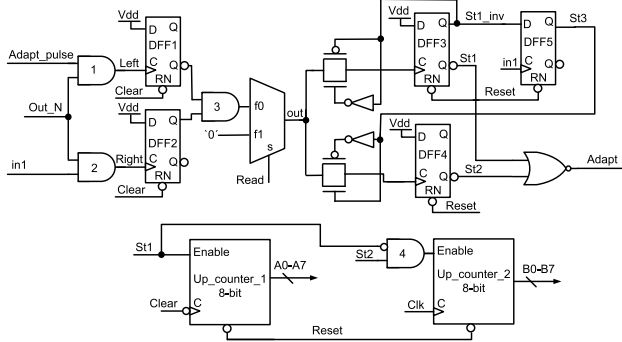 Vdd
D Q
DFF1
C Q
RN
Adapt_pulse
1
Left
Clear
Out_N
Vdd
D Q
DFF2
C Q
RN
in1
2
Right
Clear
3
f0
'0'
f1
s
out
Read
Vdd
D Q
DFF3
C Q
RN
St1_inv
St1
D Q
DFF5
C Q
RN
in1
St3
Reset
Vdd
D Q
DFF4
C Q
RN
St2
Reset
Adapt
St1
Enable
Up_counter_1
8-bit
C
Clear
A0-A7
St2
4
Enable
Up_counter_2
8-bit
C
Clk
B0-B7
Reset